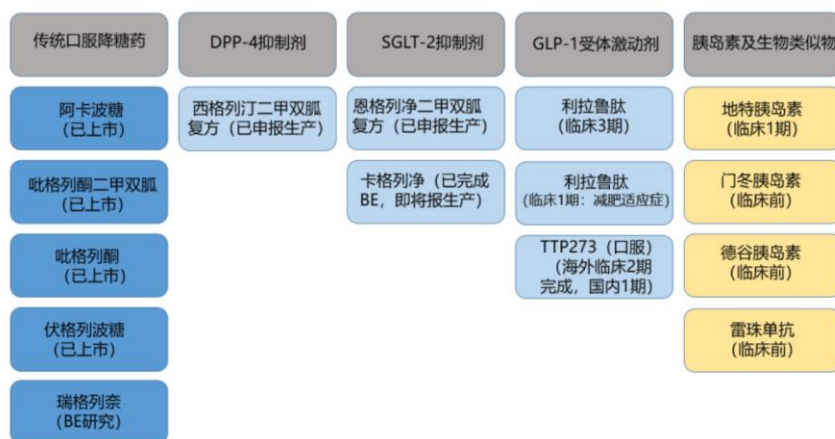 传统口服降糖药
DPP-4抑制剂
SGLT-2抑制剂
GLP-1受体激动剂
胰岛素及生物类似物
阿卡波糖
(已上市)
西格列汀二甲双胍
复方（已申报生产）
恩格列净二甲双胍
复方（已申报生产）
利拉鲁肽
(临床3期)
地特胰岛素
(临床1期)
吡格列酮二甲双胍
(已上市)
卡格列净（已完成
BE，即将报生产）
利拉鲁肽
(临床1期：减肥适应症)
门冬胰岛素
(临床前)
吡格列酮
(已上市)
TTP273（口服）
(海外临床2期
完成，国内1期)
德谷胰岛素
(临床前)
伏格列波糖
(已上市)
雷珠单抗
(临床前)
瑞格列奈
(BE研究)